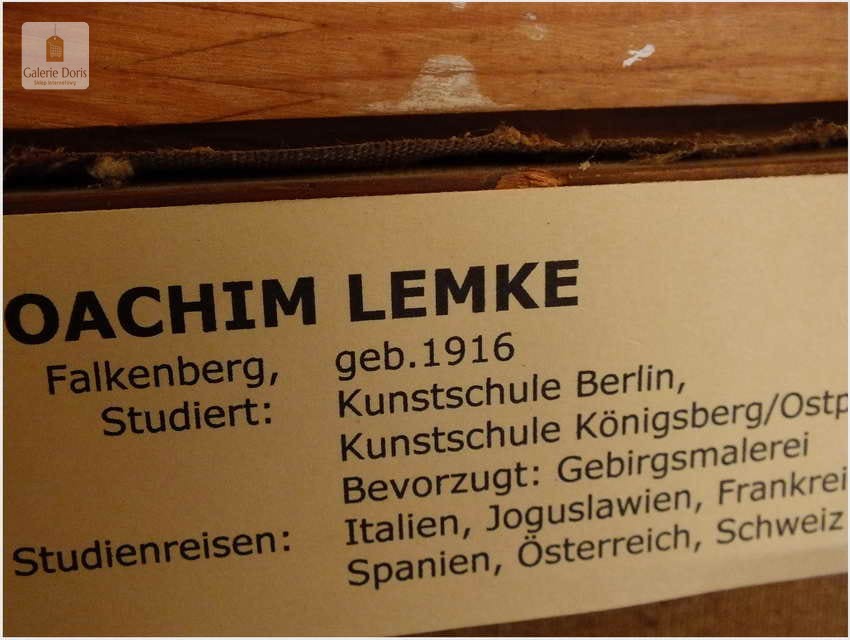 Galerie Doris
OACHIM LEMKE
Falkenberg, geb.1916
Studiert: Kunstschule Berlin,
Kunstschule Königsberg/Ostp
Bevorzugt: Gebirgsmalerei
Studienreisen: Italien, Joguslawien, Frankrei
Spanien, Österreich, Schweiz